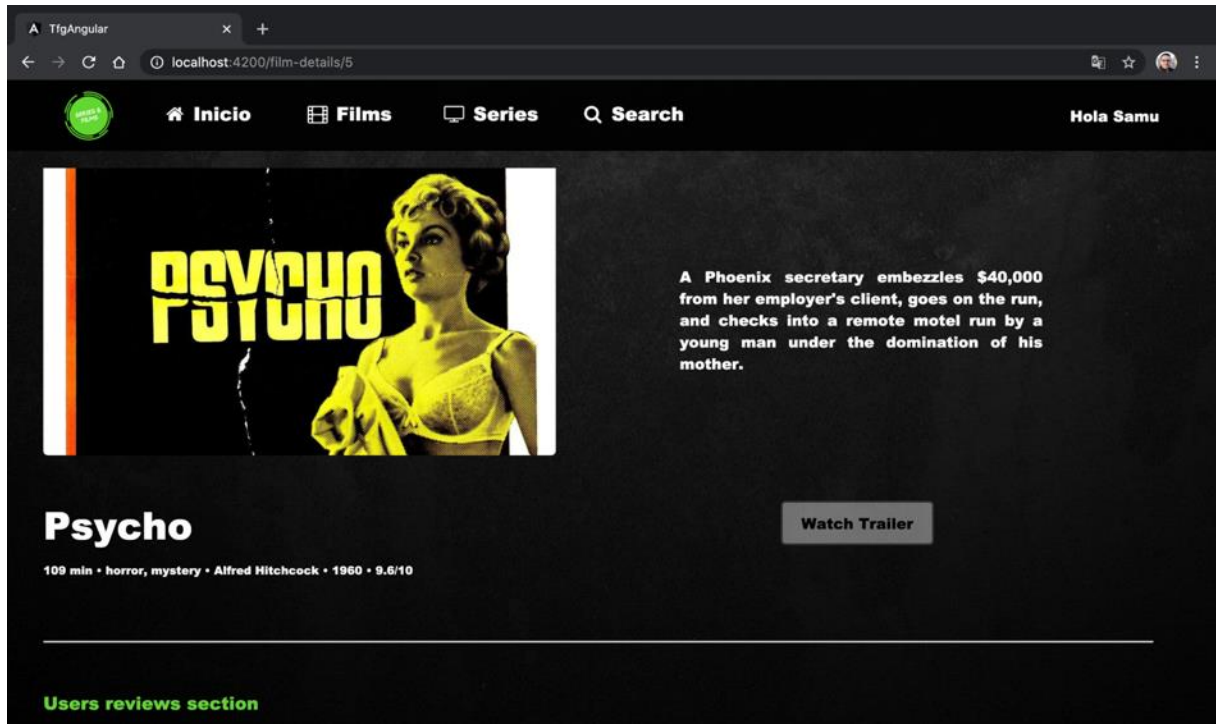 TfgAngular
localhost:4200/film-details/5
SERIES &
FILMS
Inicio
Films
Series
Search
Hola Samu
PSYCHO
A Phoenix secretary embezzles $40,000
from her employer's client, goes on the run,
and checks into a remote motel run by a
young man under the domination of his
mother.
Psycho
Watch Trailer
109 min • horror, mystery • Alfred Hitchcock • 1960 • 9.6/10
Users reviews section